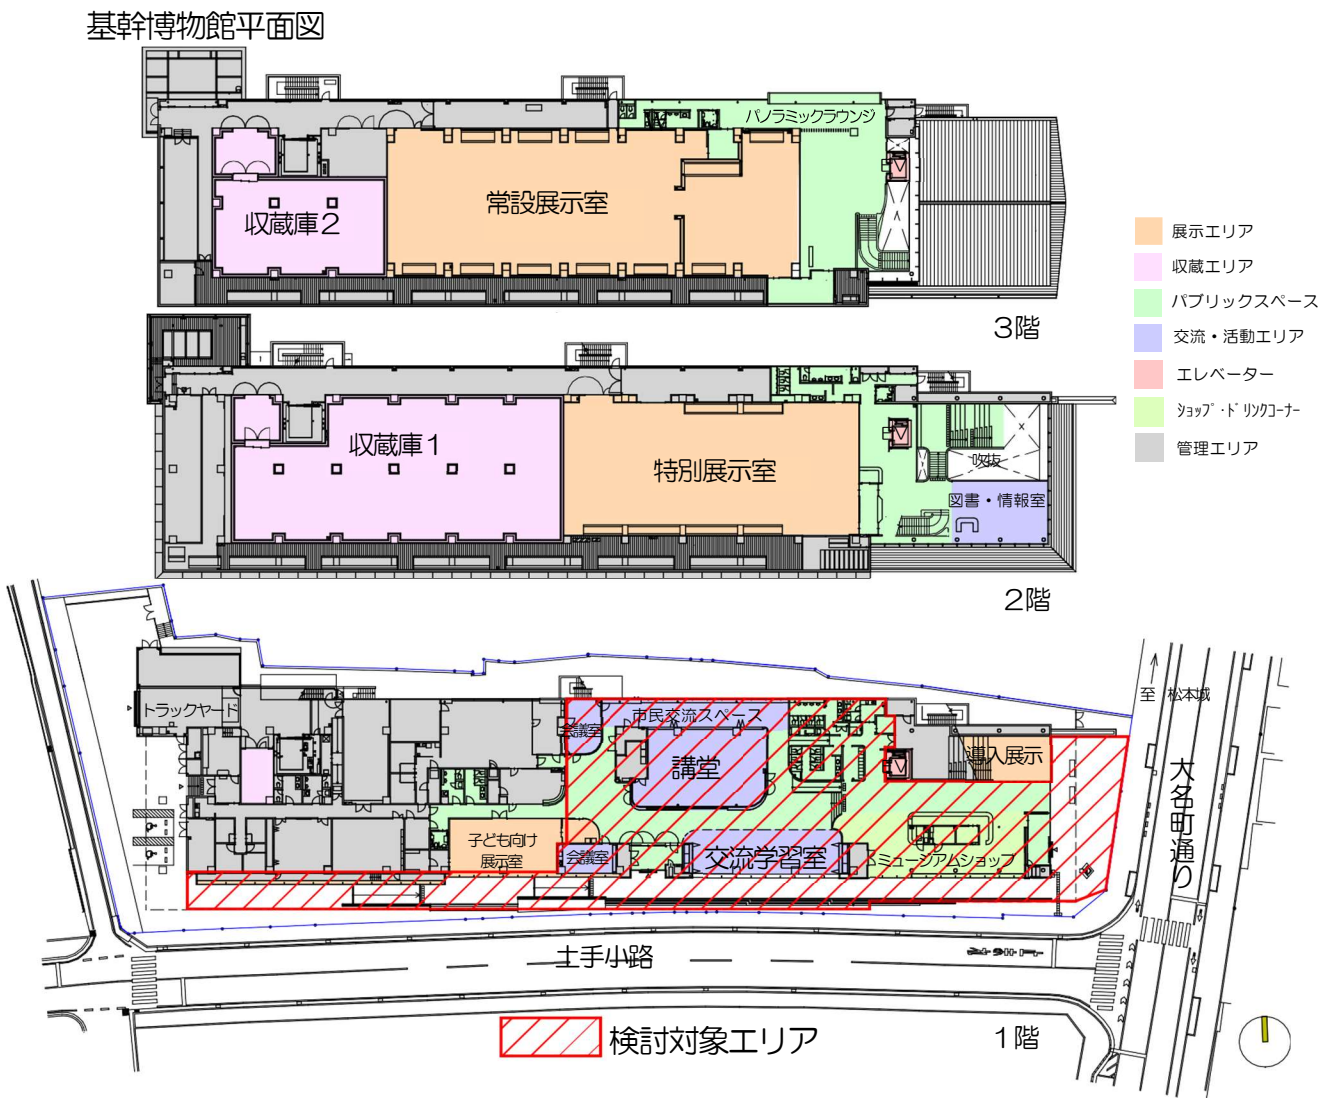 基幹博物館平面図
パノラミックラウンジ
常設展示室
収蔵庫2
3階
展示エリア
収蔵エリア
パブリックスペース
交流・活動エリア
エレベーター
ショップ・ドリンクコーナー
管理エリア
収蔵庫1
特別展示室
吹抜
図書・情報室
2階
至 松本城
トラックヤード
会議室
市民交流スペース
講堂
導入展示
大名町通り
子ども向け
展示室
会議室
交流学習室
ミュージアムショップ
土手小路
検討対象エリア
1階